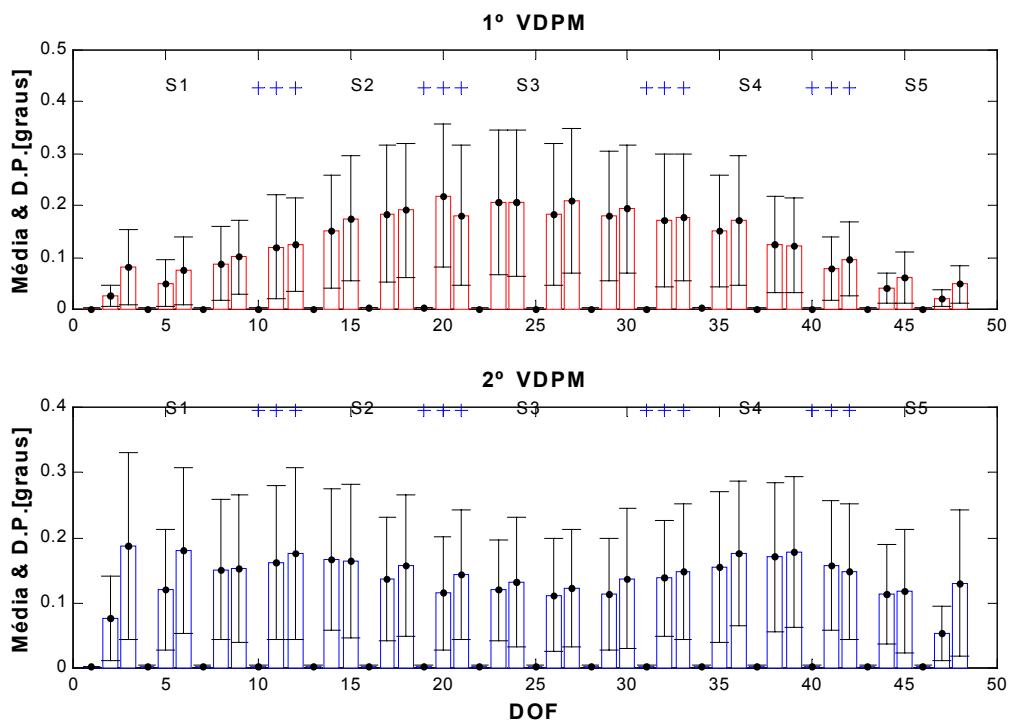 1º VDPM
0.5
0.4
0.3
0.2
0.1
0
Média & D.P.[graus]
S1 +++ S2 +++ S3 +++ S4 +++ S5
0 5 10 15 20 25 30 35 40 45 50
2º VDPM
0.4
0.3
0.2
0.1
0
Média & D.P.[graus]
S1 +++ S2 +++ S3 +++ S4 +++ S5
0 5 10 15 20 25 30 35 40 45 50
DOF